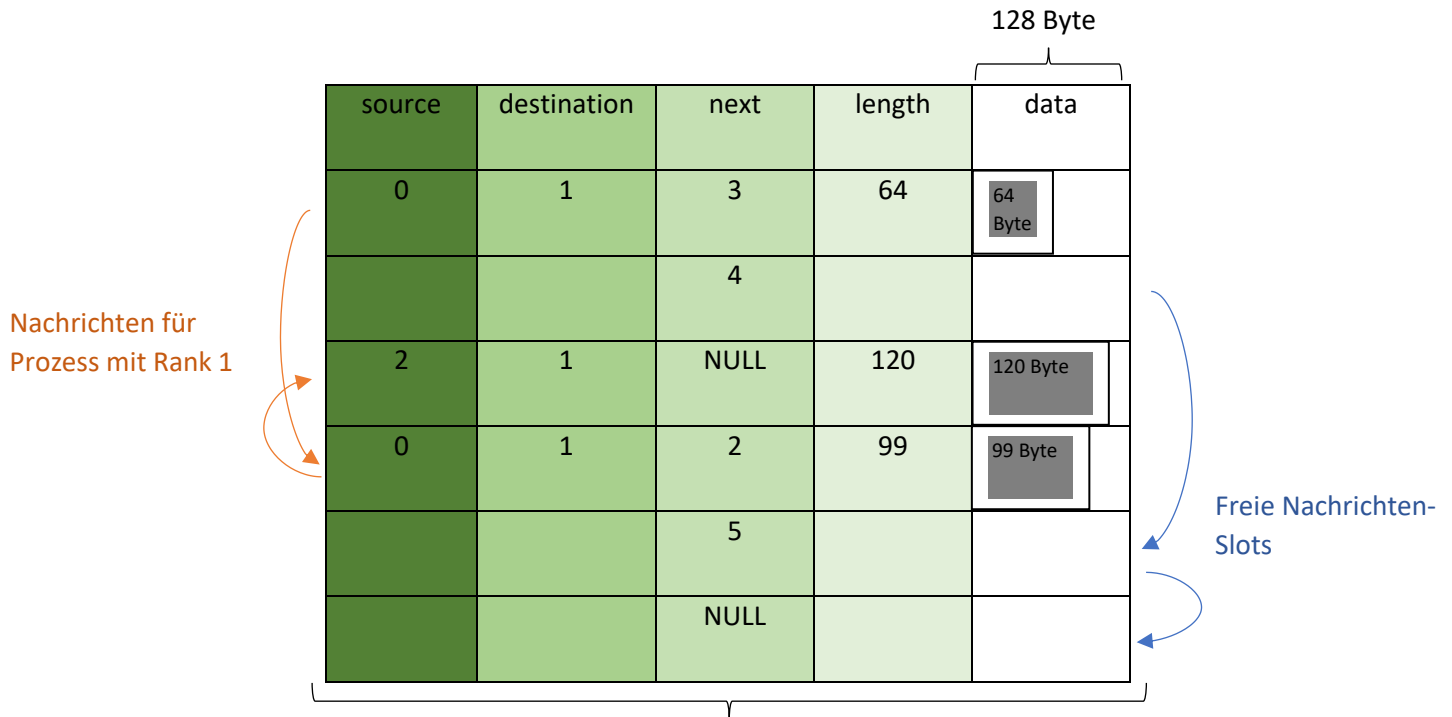 128 Byte
source destination next length data
0 1 3 64 64
Byte
4
Nachrichten für
Prozess mit Rank 1
2 1 NULL 120 120 Byte
0 1 2 99 99 Byte
Freie Nachrichten-
Slots
5
NULL